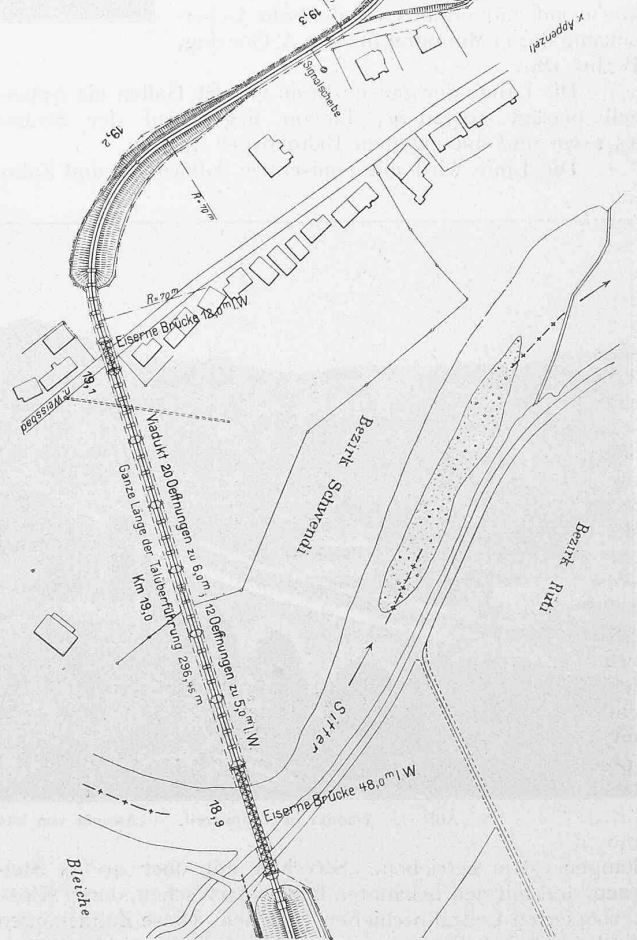 19,3
v. Appenzell
Signalscheibe
19,2
R=70m
R=70m
Eiserne Brücke 12,0m l.W
19,1
n. Weissbad
Viadukt 20 Oeffnungen zu 6,0m; 12 Oeffnungen zu 5,0m l.W.
Ganze Länge der Talüberführung 296,45 m
Km 19,0
Bezirk Schwendi
Bezirk Rüti
Sitter
Eiserne Brücke 48,0m l.W
18,9
Bleiche